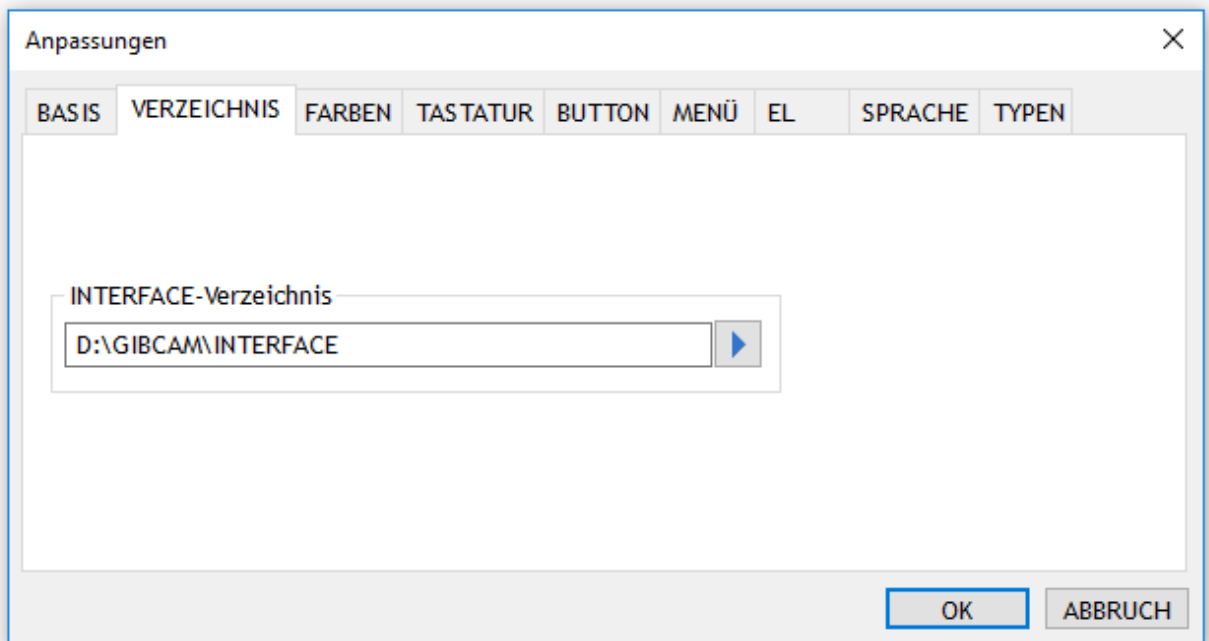 Anpassungen
BASIS VERZEICHNIS FARBEN TASTATUR BUTTON MENÜ EL SPRACHE TYPEN
INTERFACE-Verzeichnis
D:\GIBCAM\INTERFACE
OK ABBRUCH